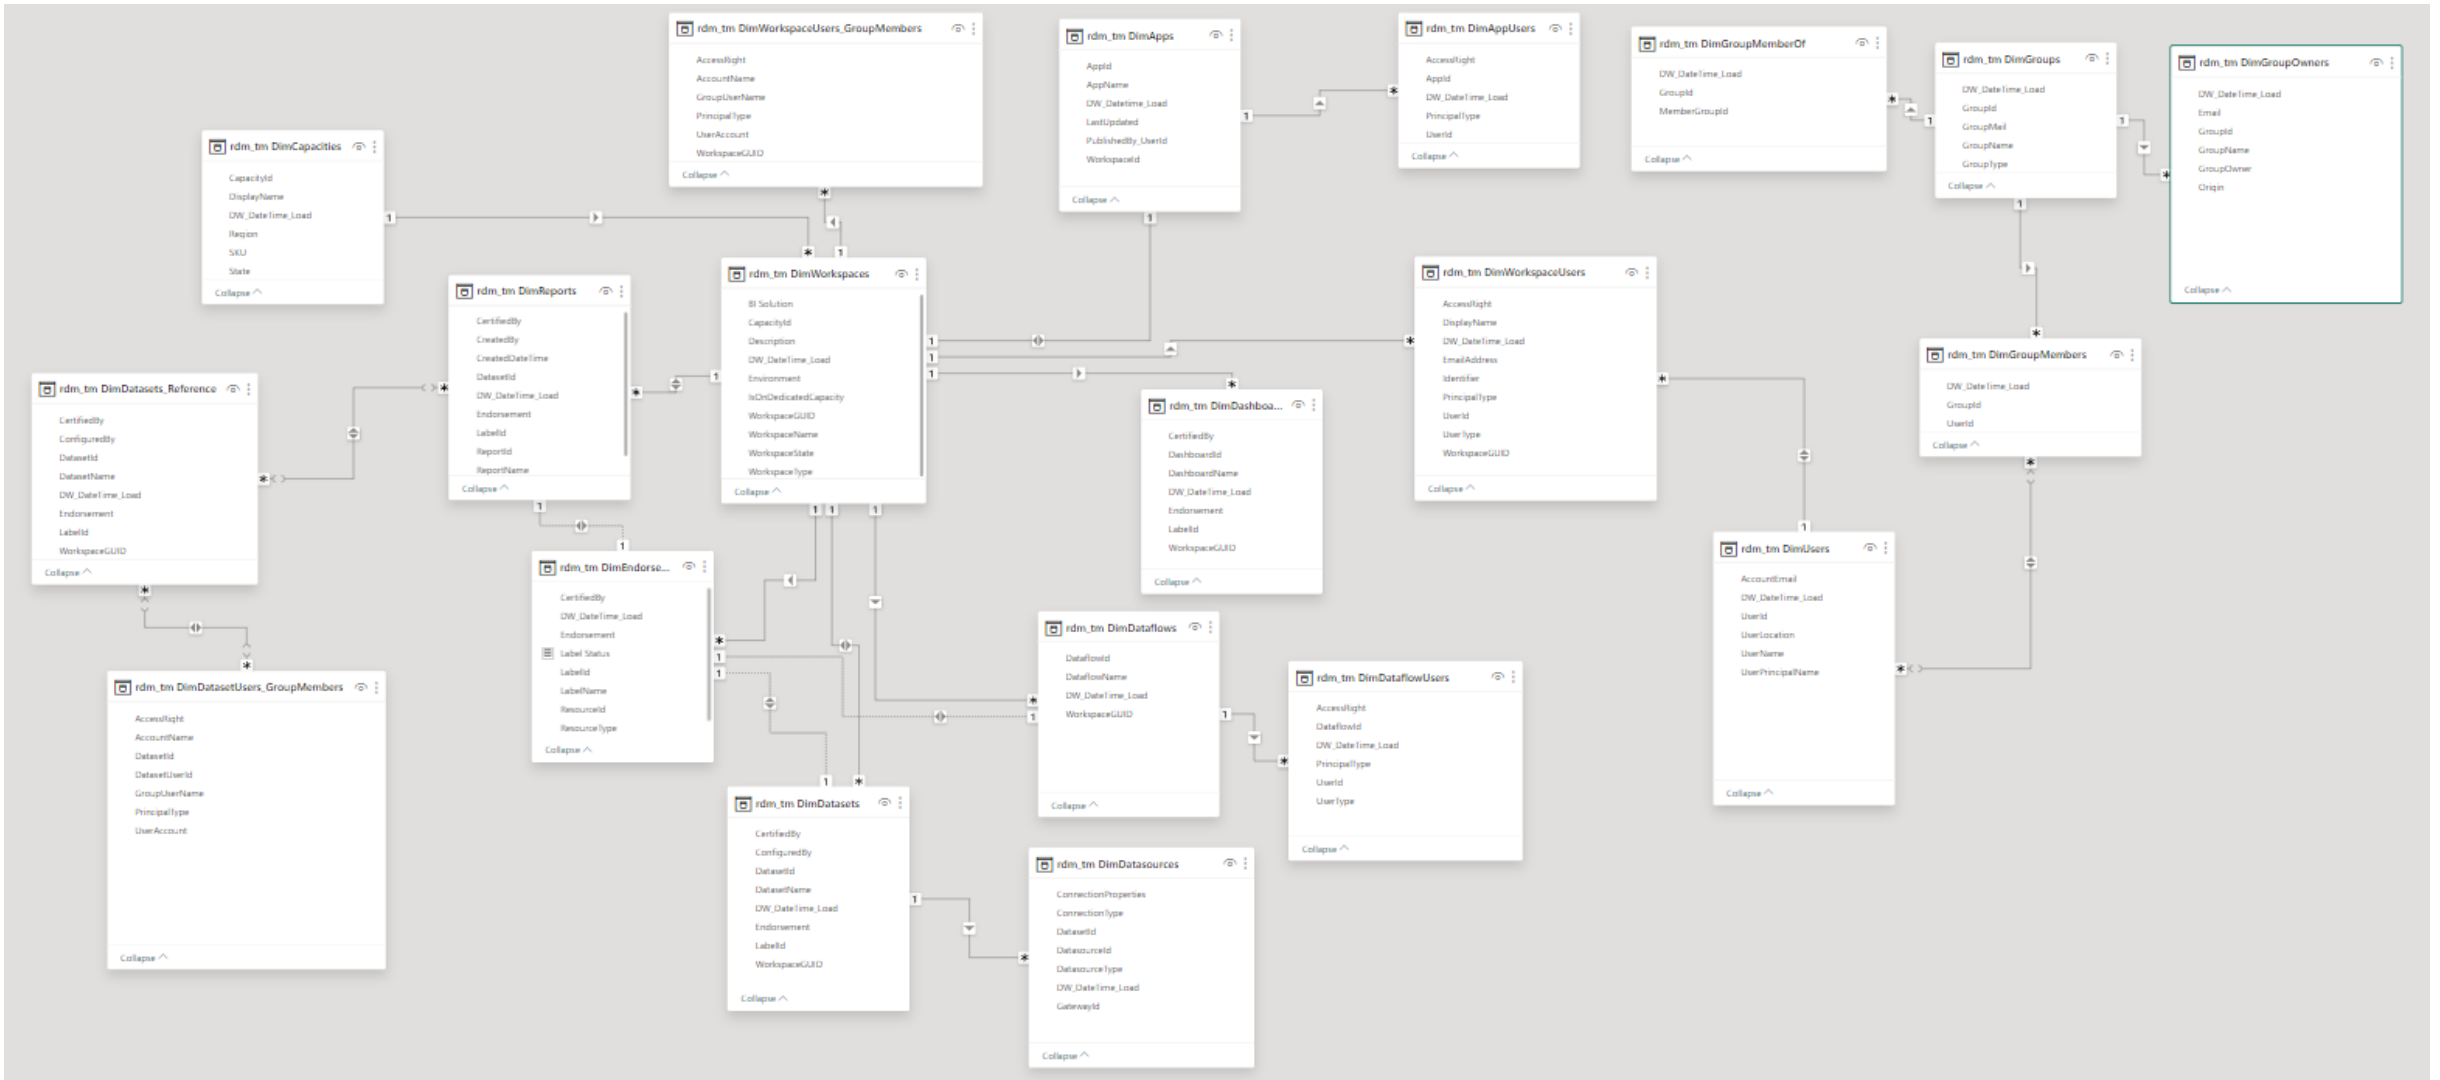 rdm_tm DimWorkspaceUsers_GroupMembers
AccessRight
AccountName
GroupUserName
PrincipalType
UserAccount
WorkspaceGUID
Collapse
rdm_tm DimApps
AppId
AppName
DW_Datetime_Load
LastUpdated
PublishedBy_UserId
WorkspaceId
Collapse
rdm_tm DimAppUsers
AccessRight
AppId
DW_DateTime_Load
PrincipalType
UserId
Collapse
rdm_tm DimGroupMemberOf
DW_DateTime_Load
GroupId
MemberGroupId
Collapse
rdm_tm DimGroups
DW_DateTime_Load
GroupId
GroupMail
GroupName
GroupType
Collapse
rdm_tm DimGroupOwners
DW_DateTime_Load
Email
GroupId
GroupName
GroupOwner
Origin
Collapse
rdm_tm DimCapacities
CapacityId
DisplayName
DW_DateTime_Load
Region
SKU
State
Collapse
rdm_tm DimReports
CertifiedBy
CreatedBy
CreatedDateTime
DatasetId
DW_DateTime_Load
Endorsement
LabelId
ReportId
ReportName
Collapse
rdm_tm DimWorkspaces
BI Solution
CapacityId
Description
DW_DateTime_Load
Environment
IsOnDedicatedCapacity
WorkspaceGUID
WorkspaceName
WorkspaceState
WorkspaceType
Collapse
rdm_tm DimWorkspaceUsers
AccessRight
DisplayName
DW_DateTime_Load
EmailAddress
Identifier
PrincipalType
UserId
UserType
WorkspaceGUID
Collapse
rdm_tm DimGroupMembers
DW_DateTime_Load
GroupId
UserId
Collapse
rdm_tm DimDatasets_Reference
CertifiedBy
ConfiguredBy
DatasetId
DatasetName
DW_DateTime_Load
Endorsement
LabelId
WorkspaceGUID
Collapse
rdm_tm DimDashboa...
CertifiedBy
DashboardId
DashboardName
DW_DateTime_Load
Endorsement
LabelId
WorkspaceGUID
Collapse
rdm_tm DimEndorse...
CertifiedBy
DW_DateTime_Load
Endorsement
Label Status
LabelId
LabelName
ResourceId
ResourceType
Collapse
rdm_tm DimUsers
AccountEmail
DW_DateTime_Load
UserId
UserLocation
UserName
UserPrincipalName
Collapse
rdm_tm DimDataflows
DataflowId
DataflowName
DW_DateTime_Load
WorkspaceGUID
Collapse
rdm_tm DimDataflowUsers
AccessRight
DataflowId
DW_DateTime_Load
PrincipalType
UserId
UserType
Collapse
rdm_tm DimDatasetUsers_GroupMembers
AccessRight
AccountName
DatasetId
DatasetUserId
GroupUserName
PrincipalType
UserAccount
Collapse
rdm_tm DimDatasets
CertifiedBy
ConfiguredBy
DatasetId
DatasetName
DW_DateTime_Load
Endorsement
LabelId
WorkspaceGUID
Collapse
rdm_tm DimDatasources
ConnectionProperties
ConnectionType
DatasetId
DatasourceId
DatasourceType
DW_DateTime_Load
GatewayId
Collapse